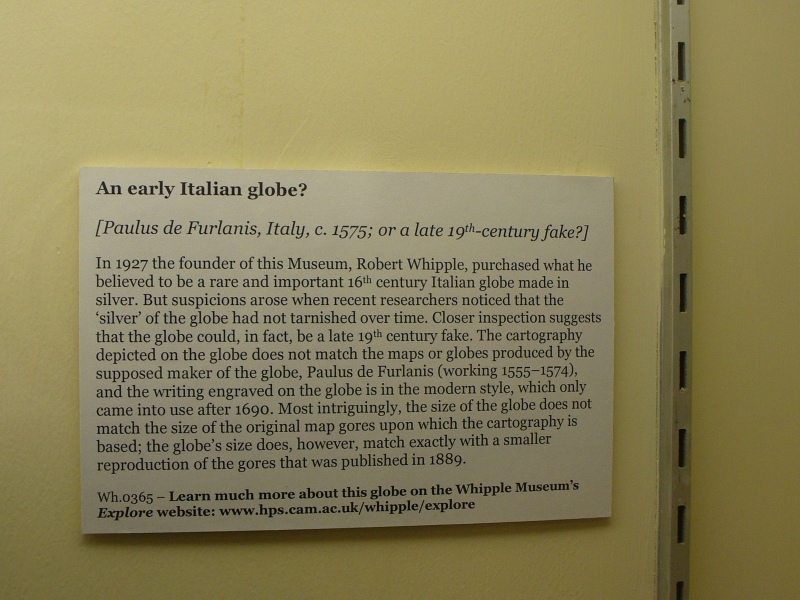 An early Italian globe?
[Paulus de Furlanis, Italy, c. 1575; or a late 19th-century fake?]
In 1927 the founder of this Museum, Robert Whipple, purchased what he
believed to be a rare and important 16th century Italian globe made in
silver. But suspicions arose when recent researchers noticed that the
‘silver’ of the globe had not tarnished over time. Closer inspection suggests
that the globe could, in fact, be a late 19th century fake. The cartography
depicted on the globe does not match the maps or globes produced by the
supposed maker of the globe, Paulus de Furlanis (working 1555–1574),
and the writing engraved on the globe is in the modern style, which only
came into use after 1690. Most intriguingly, the size of the globe does not
match the size of the original map gores upon which the cartography is
based; the globe’s size does, however, match exactly with a smaller
reproduction of the gores that was published in 1889.
Wh.0365 – Learn much more about this globe on the Whipple Museum’s
Explore website: www.hps.cam.ac.uk/whipple/explore